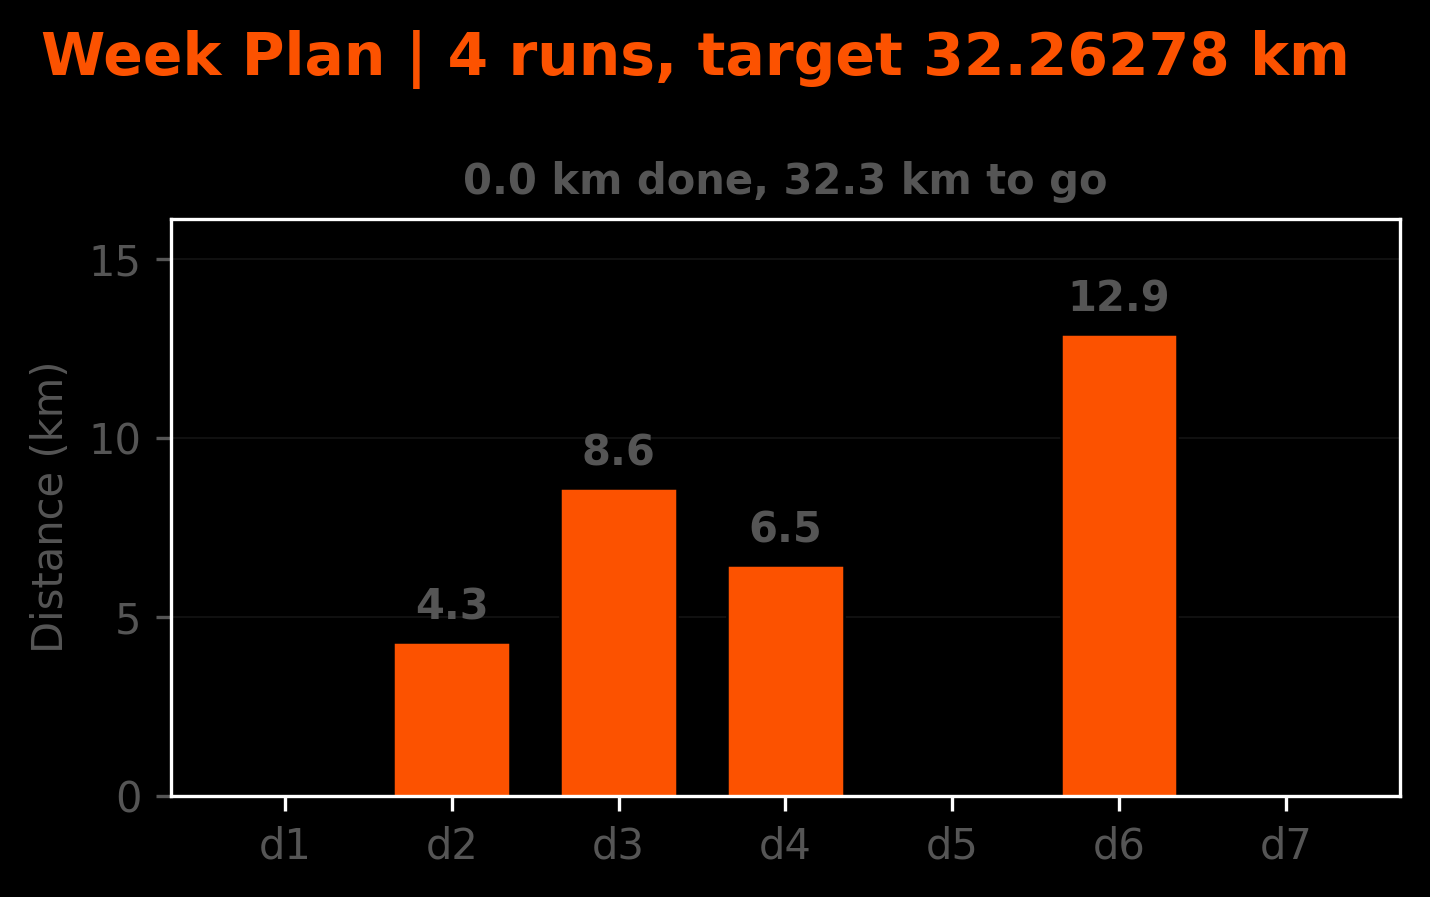 Week Plan | 4 runs, target 32.26278 km
0.0 km done, 32.3 km to go
Distance (km)
15
10
5
0
4.3
8.6
6.5
12.9
d1 d2 d3 d4 d5 d6 d7